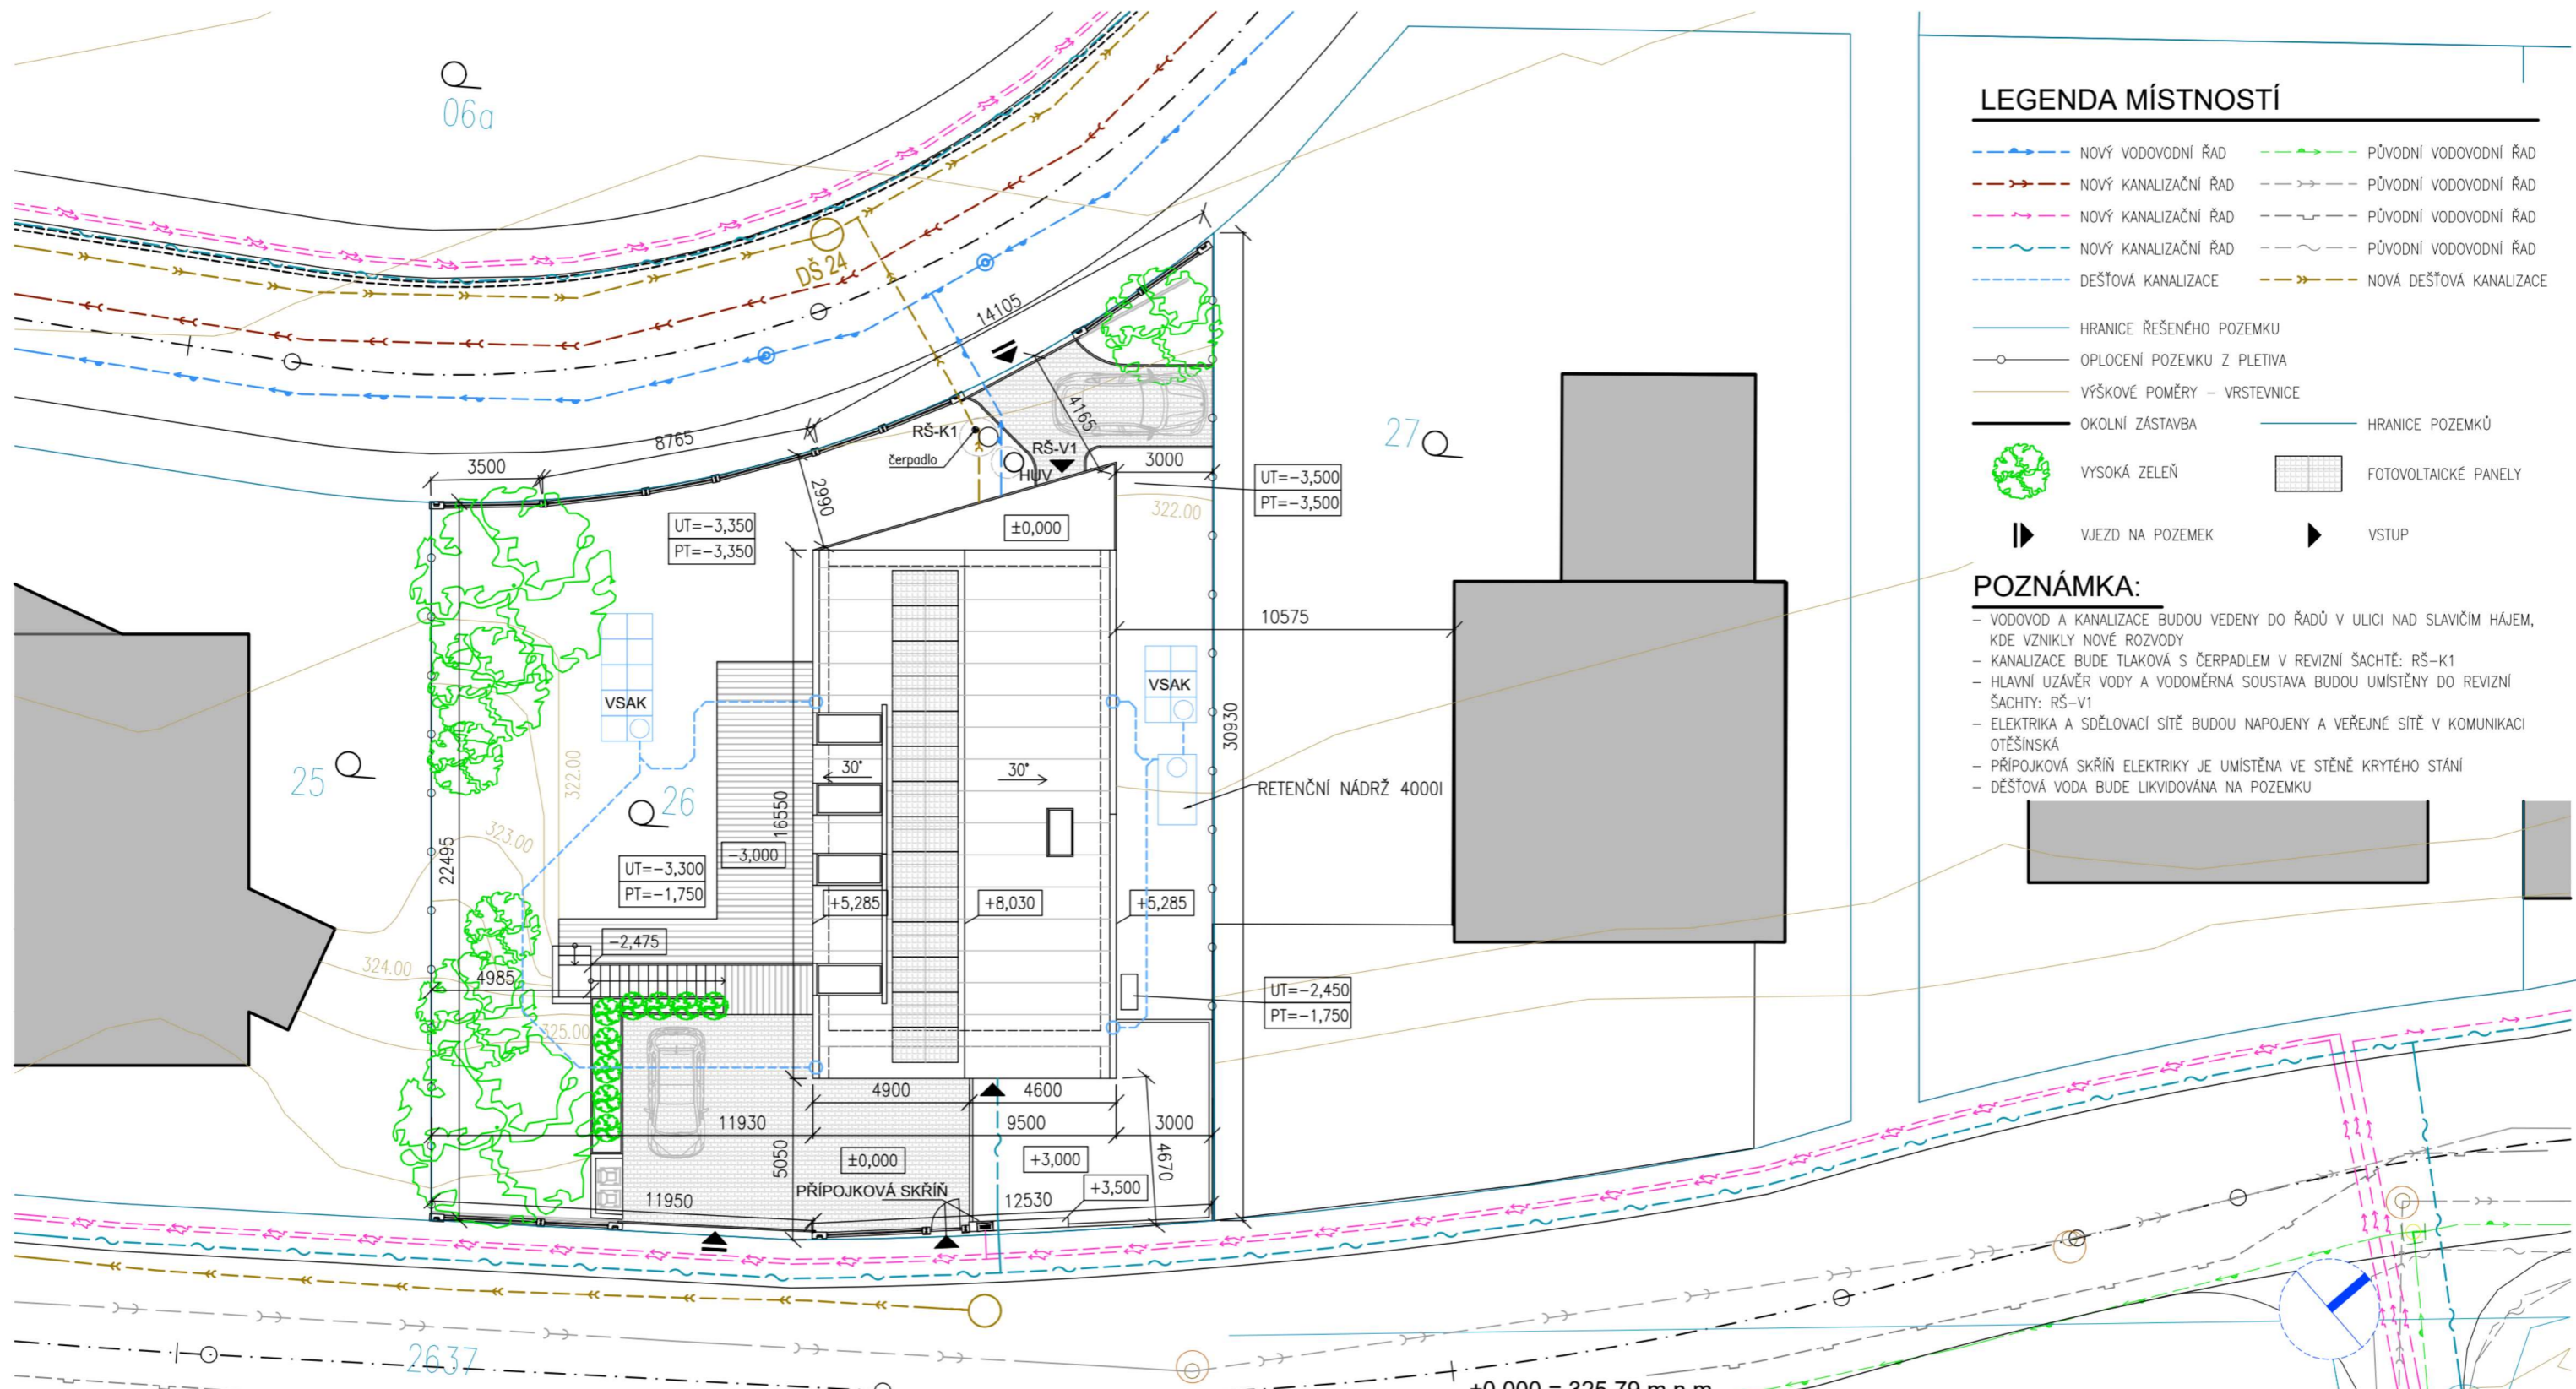 06a
LEGENDA MÍSTNOSTÍ
NOVÝ VODOVODNÍ ŘAD
PŮVODNÍ VODOVODNÍ ŘAD
NOVÝ KANALIZAČNÍ ŘAD
PŮVODNÍ VODOVODNÍ ŘAD
NOVÝ KANALIZAČNÍ ŘAD
PŮVODNÍ VODOVODNÍ ŘAD
NOVÝ KANALIZAČNÍ ŘAD
PŮVODNÍ VODOVODNÍ ŘAD
DEŠŤOVÁ KANALIZACE
NOVÁ DEŠŤOVÁ KANALIZACE
HRANICE ŘEŠENÉHO POZEMKU
OPLOCENÍ POZEMKU Z PLETIVA
VÝŠKOVÉ POMĚRY – VRSTEVNICE
OKOLNÍ ZÁSTAVBA
HRANICE POZEMKŮ
VYSOKÁ ZELEŇ
FOTOVOLTAICKÉ PANELY
VJEZD NA POZEMEK
VSTUP
POZNÁMKA:
– VODOVOD A KANALIZACE BUDOU VEDENY DO ŘADŮ V ULICI NAD SLAVIČÍM HÁJEM,
KDE VZNIKLY NOVÉ ROZVODY
– KANALIZACE BUDE TLAKOVÁ S ČERPADLEM V REVIZNÍ ŠACHTĚ: RŠ–K1
– HLAVNÍ UZÁVĚR VODY A VODOMĚRNÁ SOUSTAVA BUDOU UMÍSTĚNY DO REVIZNÍ
ŠACHTY: RŠ–V1
– ELEKTRIKA A SDĚLOVACÍ SÍTĚ BUDOU NAPOJENY A VEŘEJNÉ SÍTĚ V KOMUNIKACI
OTĚŠÍNSKÁ
– PŘÍPOJKOVÁ SKŘÍŇ ELEKTRIKY JE UMÍSTĚNA VE STĚNĚ KRYTÉHO STÁNÍ
– DĚŠŤOVÁ VODA BUDE LIKVIDOVÁNA NA POZEMKU
DŠ 24
14105
8765
3500
4165
2990
RŠ-K1
čerpadlo
RŠ-V1
HUV
3000
27
UT=–3,500
PT=–3,500
322.00
UT=–3,350
PT=–3,350
±0,000
10575
VSAK
VSAK
30930
30°
30°
RETENČNÍ NÁDRŽ 4000l
25
26
322.00
323.00
16550
22495
–3,000
UT=–3,300
PT=–1,750
+5,285
+8,030
+5,285
–2,475
324.00
4985
UT=–2,450
PT=–1,750
325.00
4900
4600
11930
9500
3000
5050
4670
±0,000
+3,000
+3,500
PŘÍPOJKOVÁ SKŘÍŇ
11950
12530
2637
±0,000 = 325,79 m n.m.